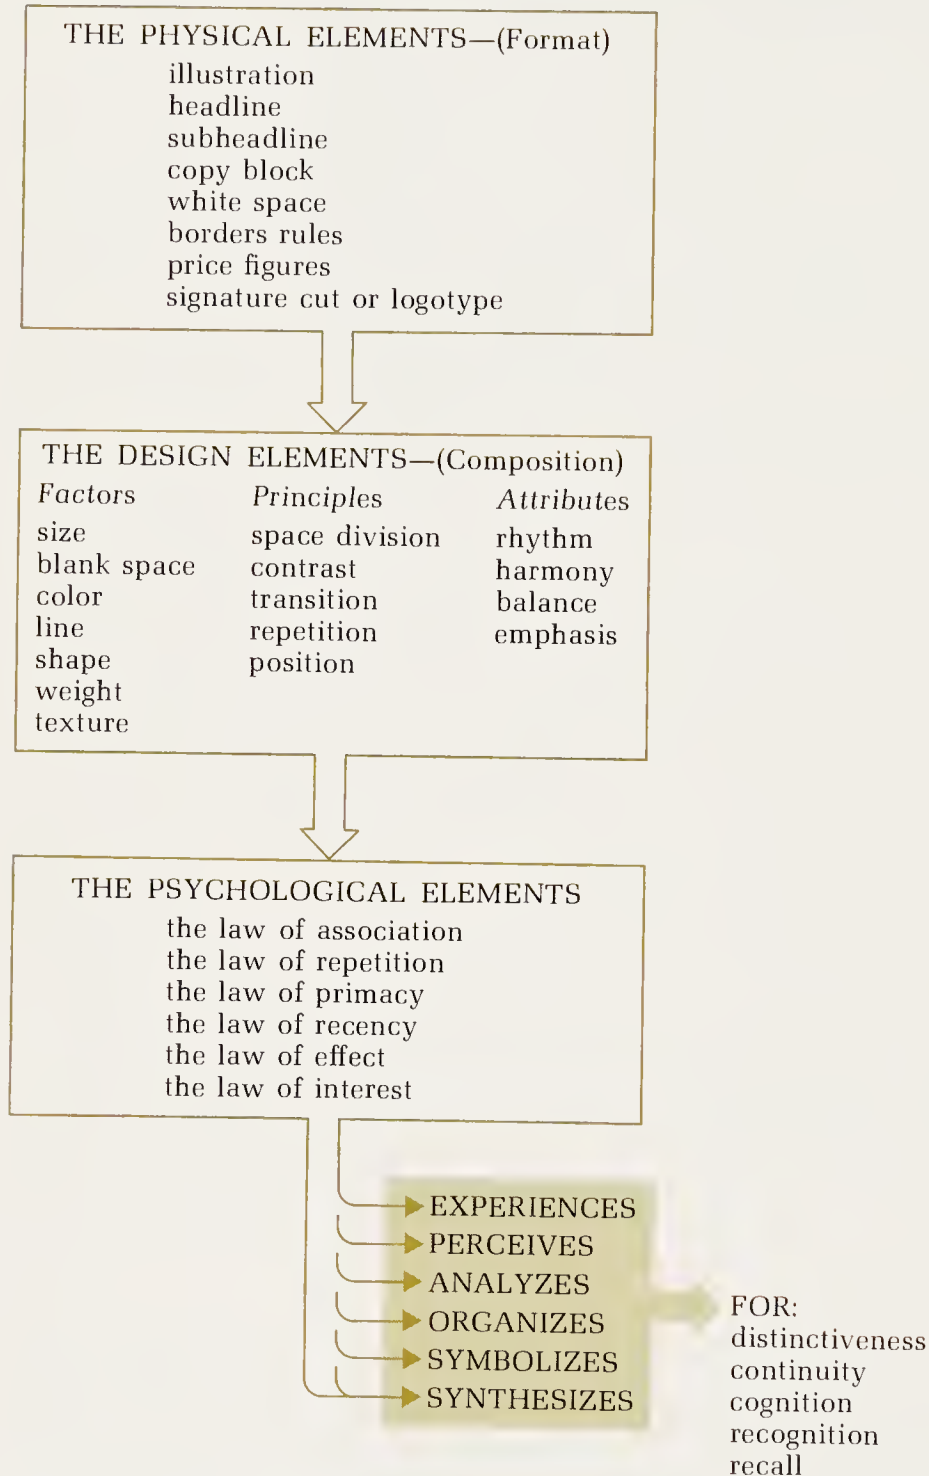 THE PHYSICAL ELEMENTS—(Format)
illustration
headline
subheadline
copy block
white space
borders rules
price figures
signature cut or logotype
THE DESIGN ELEMENTS—(Composition)
Factors Principles Attributes
size space division rhythm
blank space contrast harmony
color transition balance
line repetition emphasis
shape position
weight
texture
THE PSYCHOLOGICAL ELEMENTS
the law of association
the law of repetition
the law of primacy
the law of recency
the law of effect
the law of interest
EXPERIENCES
PERCEIVES
ANALYZES
ORGANIZES
SYMBOLIZES
SYNTHESIZES
FOR:
distinctiveness
continuity
cognition
recognition
recall